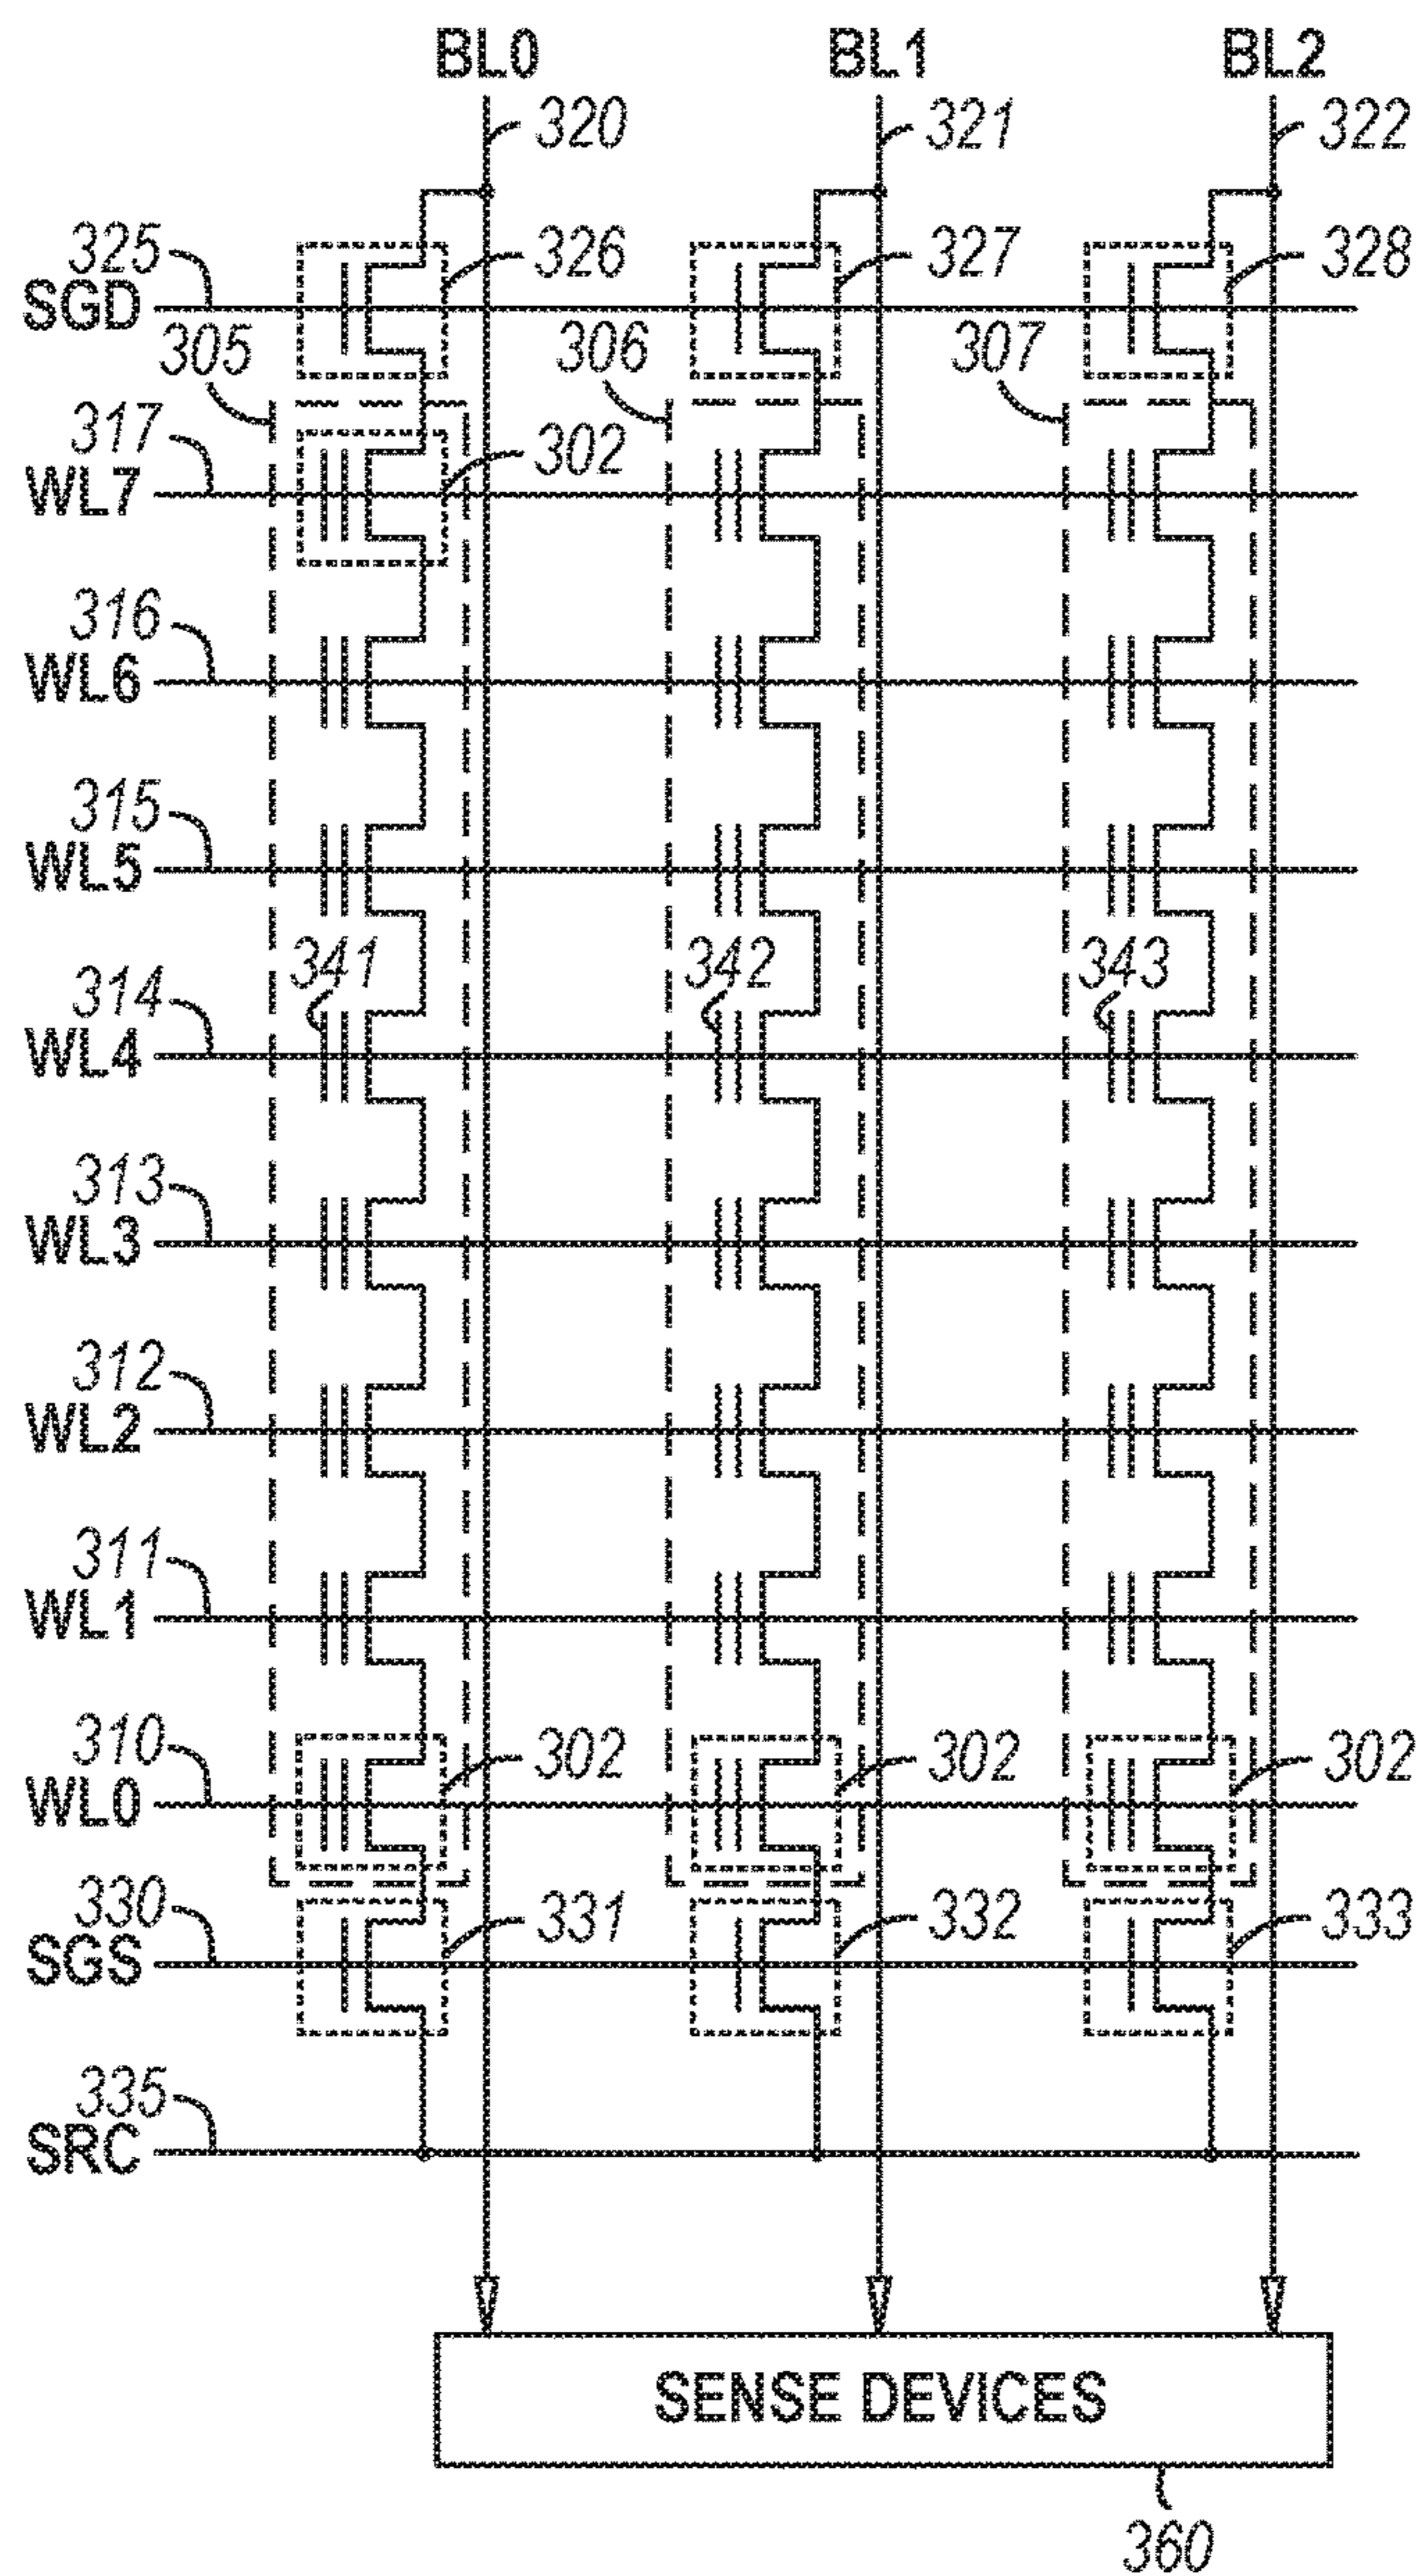 BL0 BL1 BL2
320 321 322
325 326 327 328
SGD
305 306 307
317 302
WL7
316
WL6
315
WL5
314 341 342 343
WL4
313
WL3
312
WL2
311
WL1
310 302 302 302
WL0
330 331 332 333
SGS
335
SRC
SENSE DEVICES
360